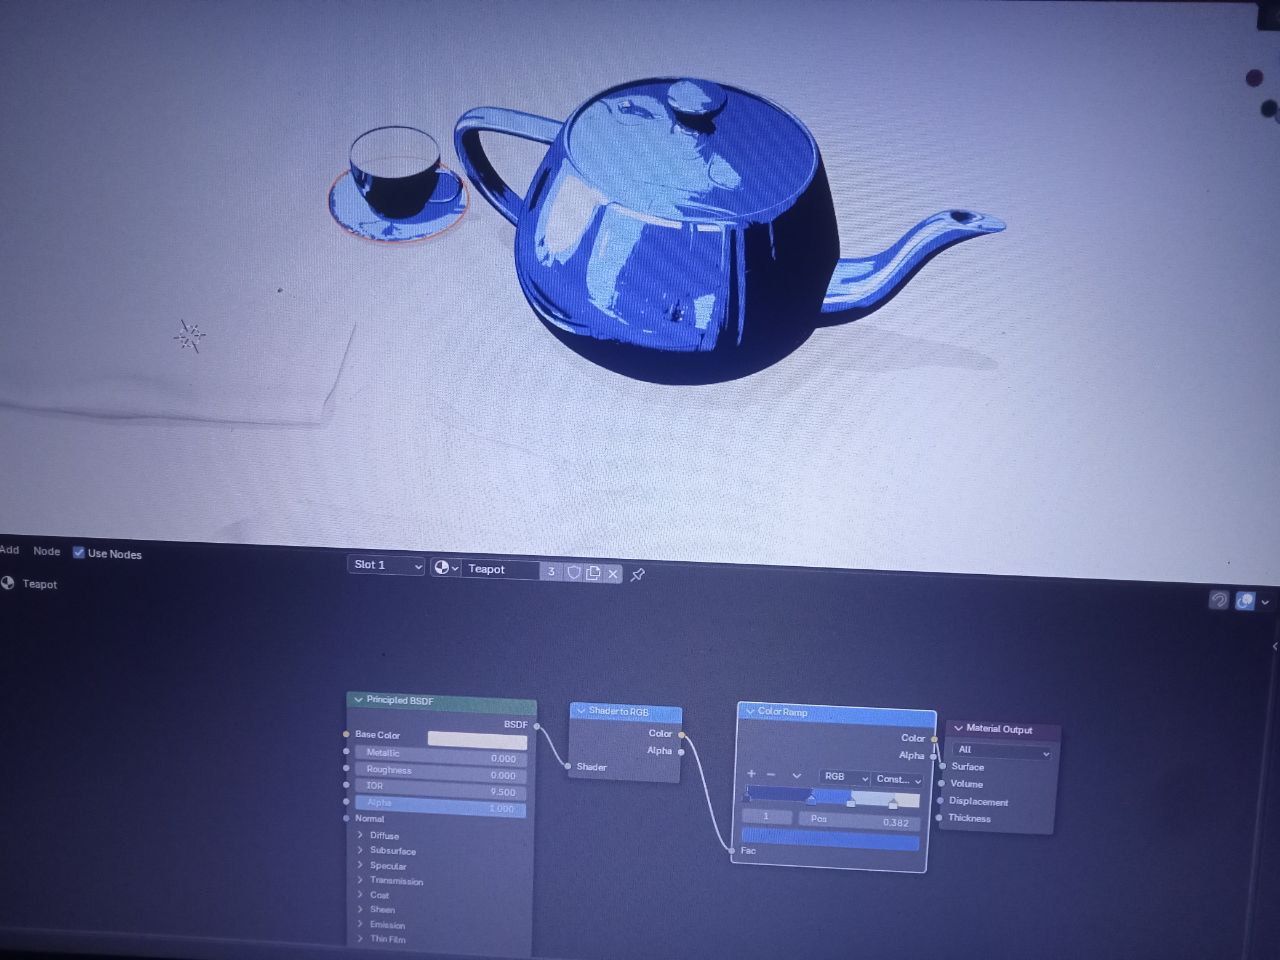 Add Node Use Nodes
Slot 1 Teapot 3
Teapot
Principled BSDF
BSDF
Base Color
Metallic 0.000
Roughness 0.000
IOR 9.500
Alpha 1.000
Normal
Diffuse
Subsurface
Specular
Transmission
Coat
Sheen
Emission
Thin Film
Shader to RGB
Color
Alpha
Shader
Color Ramp
Color
Alpha
RGB Const...
1 Pos 0.382
Fac
Material Output
All
Surface
Volume
Displacement
Thickness